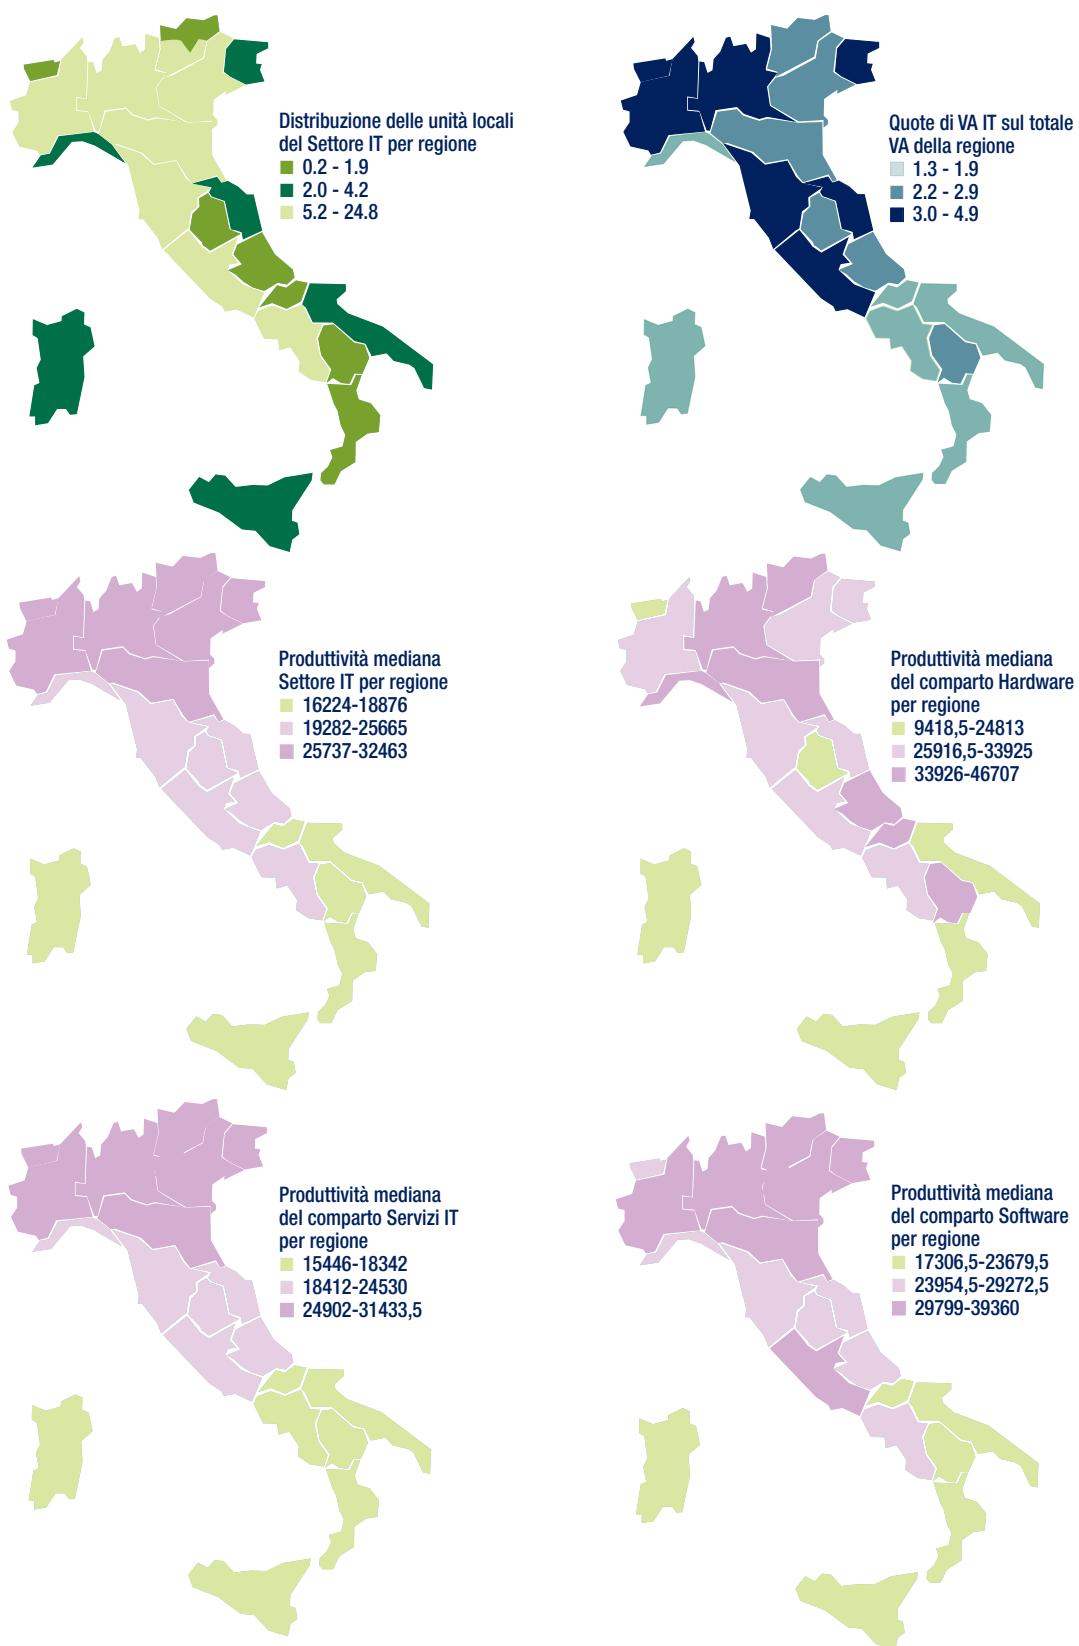 Distribuzione delle unità locali
del Settore IT per regione
0.2 - 1.9
2.0 - 4.2
5.2 - 24.8
Quote di VA IT sul totale
VA della regione
1.3 - 1.9
2.2 - 2.9
3.0 - 4.9
Produttività mediana
Settore IT per regione
16224-18876
19282-25665
25737-32463
Produttività mediana
del comparto Hardware
per regione
9418,5-24813
25916,5-33925
33926-46707
Produttività mediana
del comparto Servizi IT
per regione
15446-18342
18412-24530
24902-31433,5
Produttività mediana
del comparto Software
per regione
17306,5-23679,5
23954,5-29272,5
29799-39360